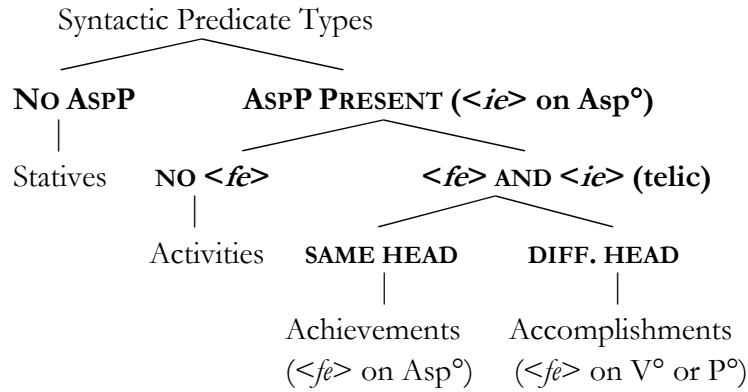 Syntactic Predicate Types
NO ASPP ASPP PRESENT (<ie> on Asp°)
Statives NO <fe> <fe> AND <ie> (telic)
Activities SAME HEAD DIFF. HEAD
Achievements Accomplishments
(<fe> on Asp°) (<fe> on V° or P°)